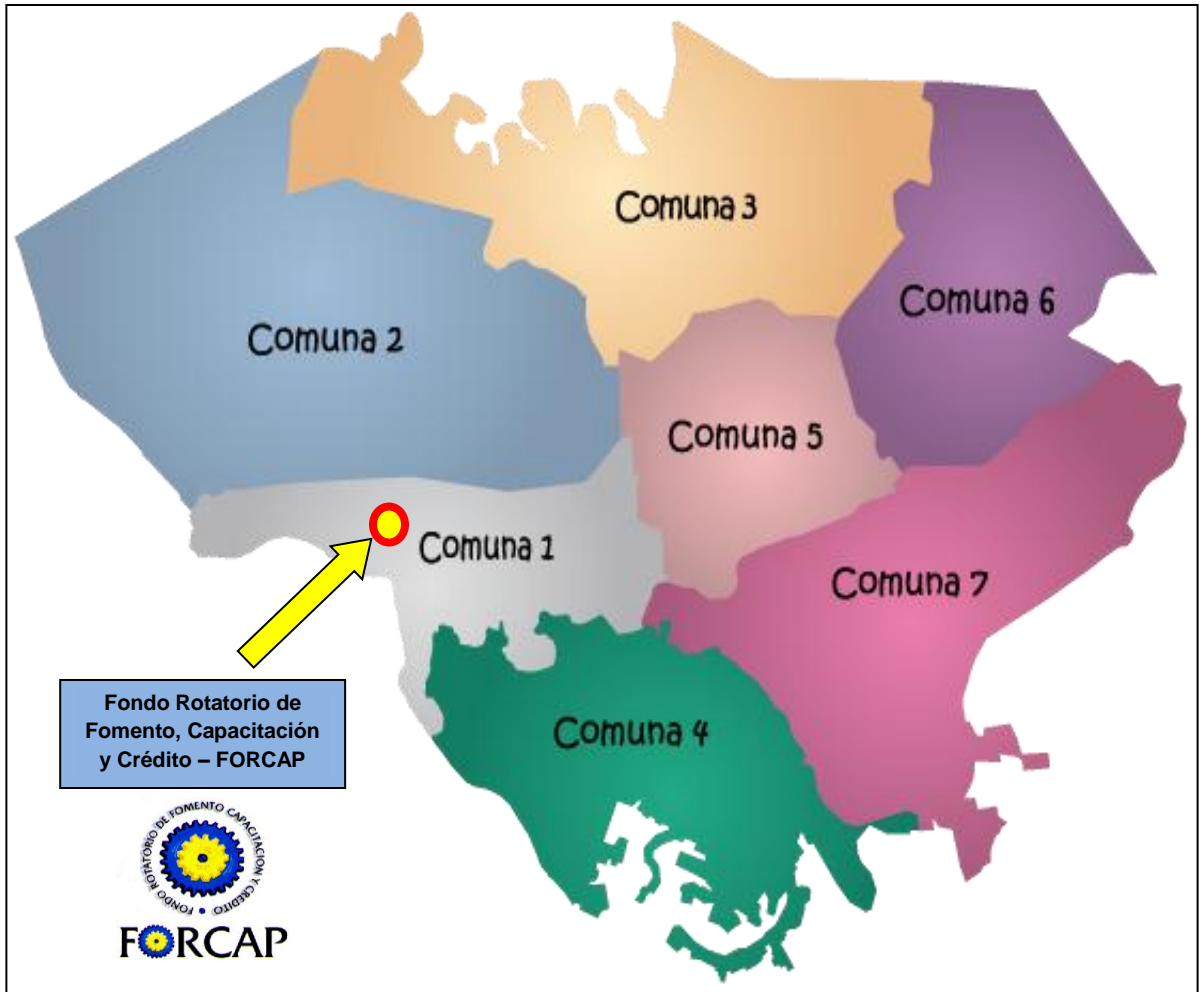 Comuna 3
Comuna 6
Comuna 2
Comuna 5
Comuna 1
Comuna 7
Comuna 4
Fondo Rotatorio de
Fomento, Capacitación
y Crédito – FORCAP
FONDO ROTATORIO DE FOMENTO CAPACITACION Y CREDITO
FORCAP